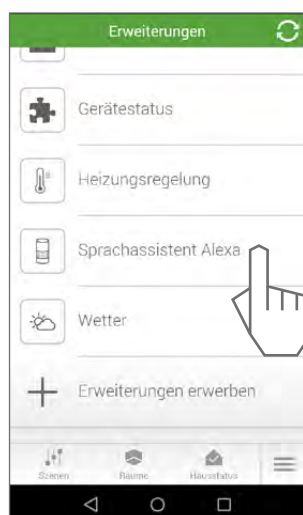 Erweiterungen
Gerätestatus
Heizungsregelung
Sprachassistent Alexa
Wetter
Erweiterungen erwerben
Szenen Räume Hausstatus